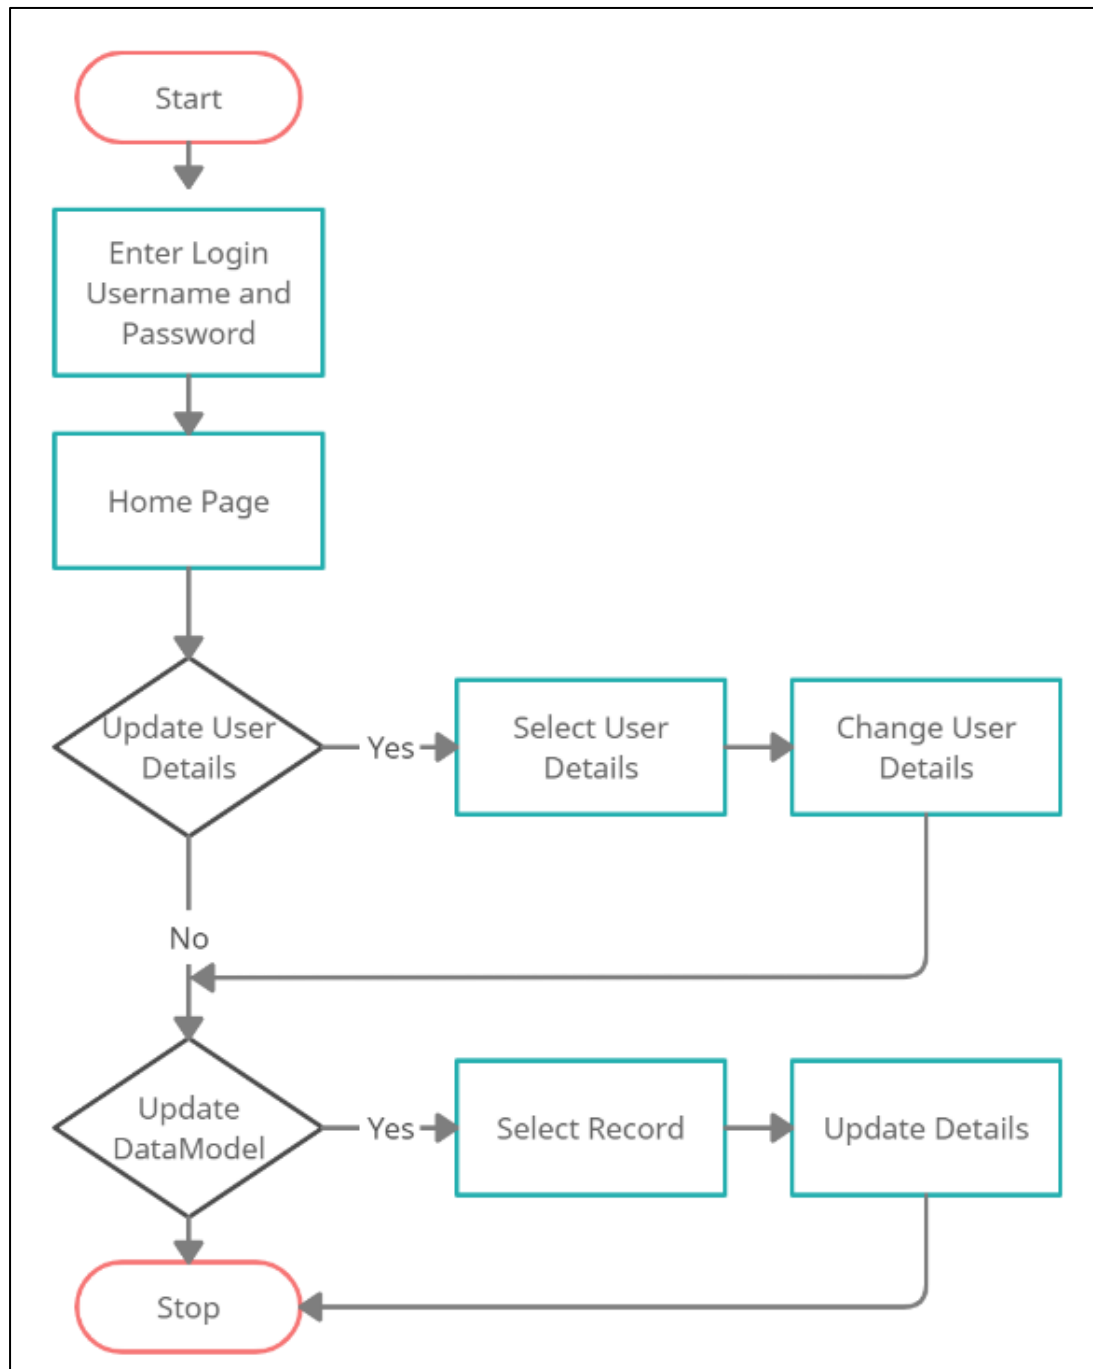 Start
Enter Login
Username and
Password
Home Page
Update User
Details
Yes
Select User
Details
Change User
Details
No
Update
DataModel
Yes
Select Record
Update Details
Stop